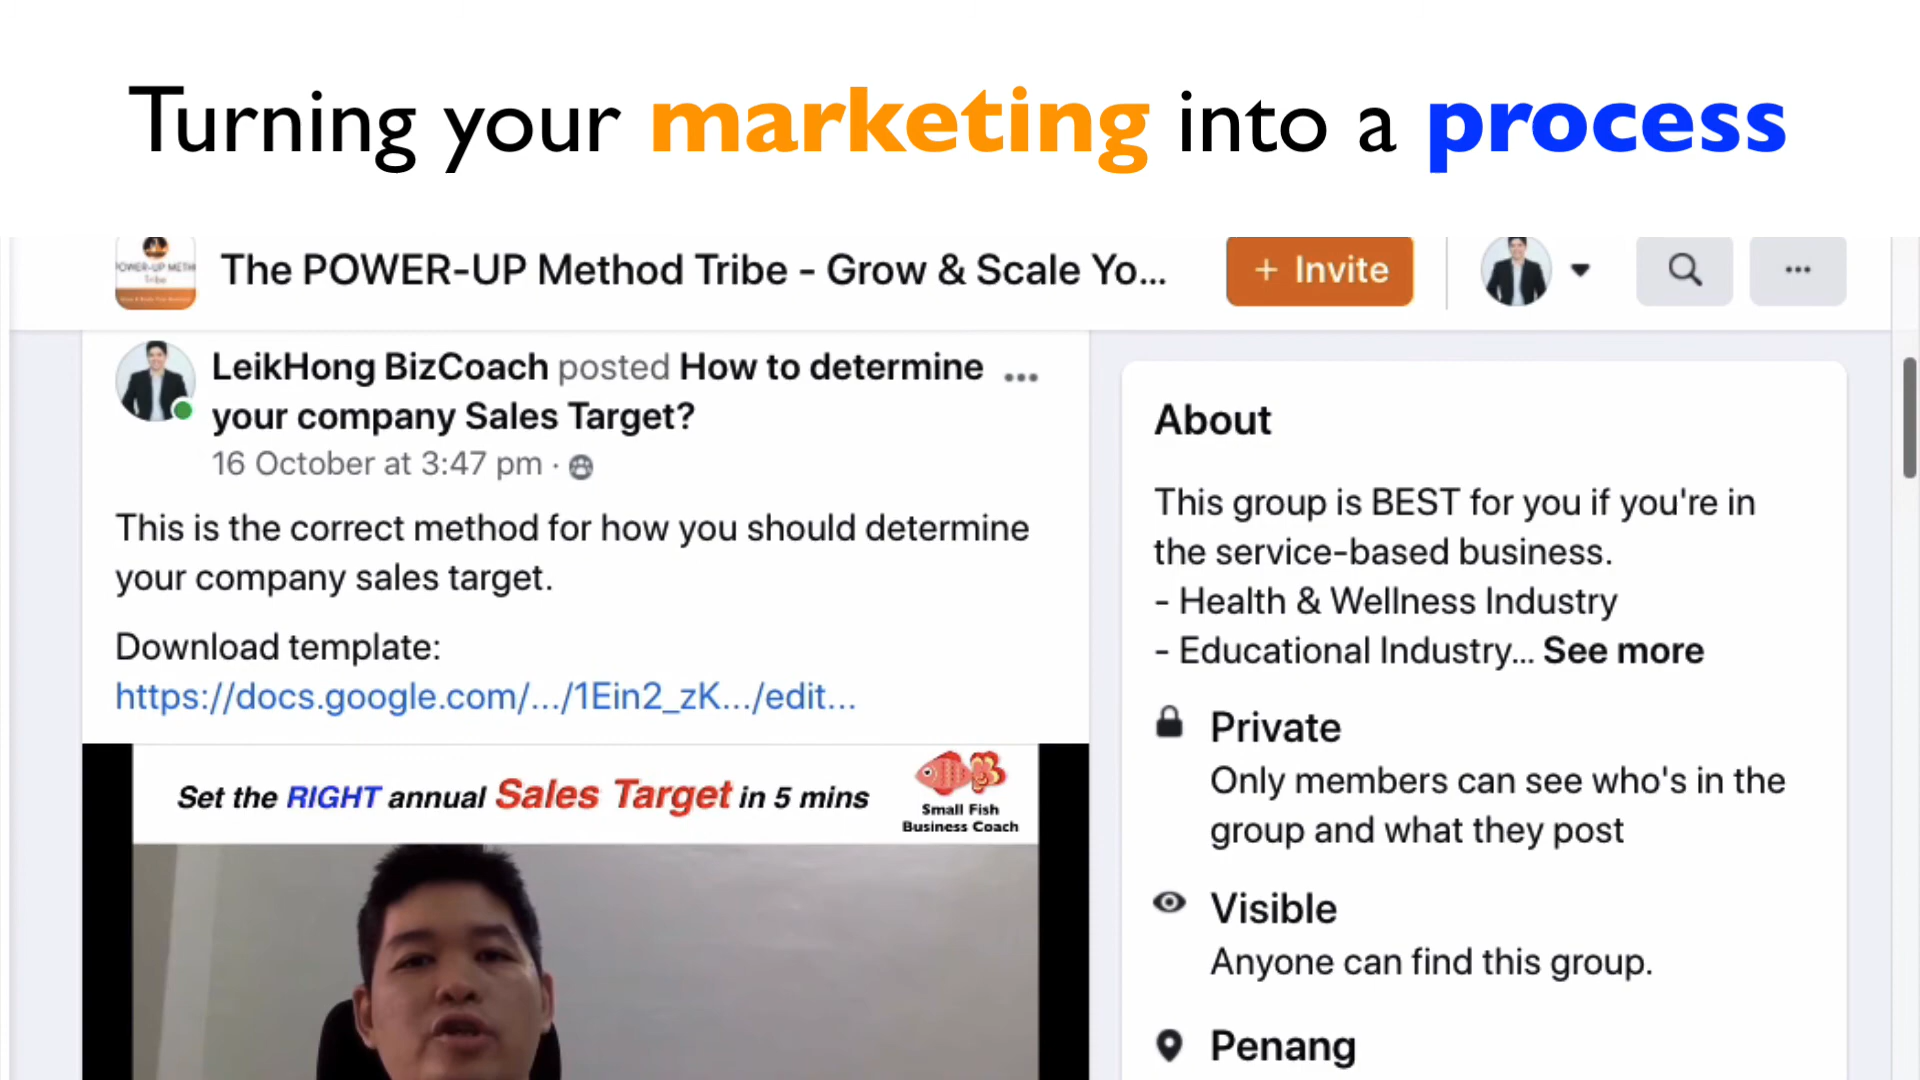 Turning your marketing into a process
POWER-UP METH
Tribe
The POWER-UP Method Tribe - Grow & Scale Yo...
+ Invite
LeikHong BizCoach posted How to determine
your company Sales Target?
16 October at 3:47 pm ·
This is the correct method for how you should determine
your company sales target.
Download template:
https://docs.google.com/.../1Ein2_zK.../edit...
Set the RIGHT annual Sales Target in 5 mins
Small Fish
Business Coach
About
This group is BEST for you if you're in
the service-based business.
- Health & Wellness Industry
- Educational Industry... See more
Private
Only members can see who's in the
group and what they post
Visible
Anyone can find this group.
Penang